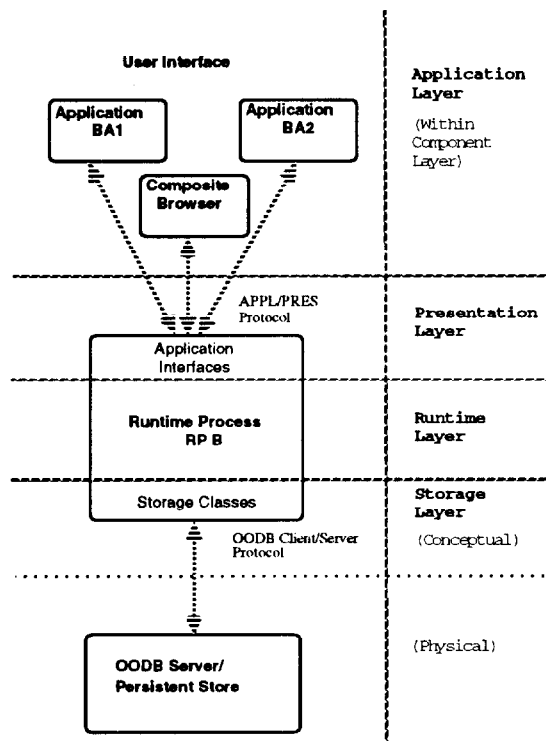 User Interface
Application
BA1
Application
BA2
Composite
Browser
Application
Layer
(Within
Component
Layer)
APPL/PRES
Protocol
Presentation
Layer
Application
Interfaces
Runtime Process
RP B
Runtime
Layer
Storage Classes
Storage
Layer
(Conceptual)
OODB Client/Server
Protocol
OODB Server/
Persistent Store
(Physical)